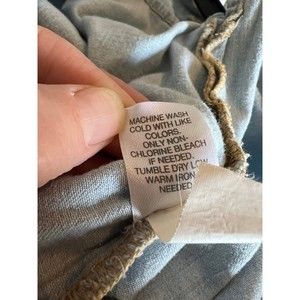 MACHINE WASH
COLD WITH LIKE
COLORS.
ONLY NON-
CHLORINE BLEACH
IF NEEDED.
TUMBLE DRY LOW
WARM IRON
NEEDED